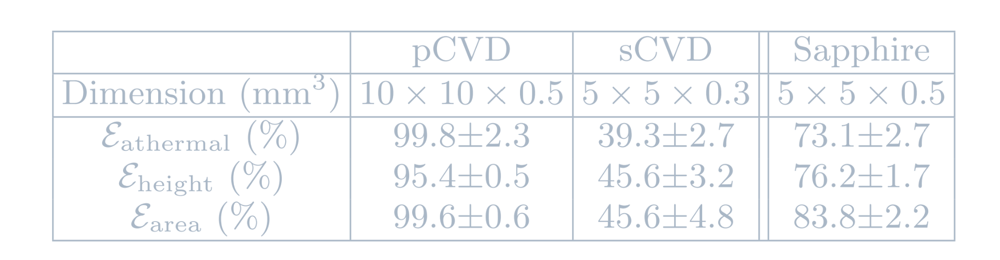 pCVD sCVD Sapphire
Dimension (mm³) 10 × 10 × 0.5 5 × 5 × 0.3 5 × 5 × 0.5
ℰathermal (%) 99.8±2.3 39.3±2.7 73.1±2.7
ℰheight (%) 95.4±0.5 45.6±3.2 76.2±1.7
ℰarea (%) 99.6±0.6 45.6±4.8 83.8±2.2